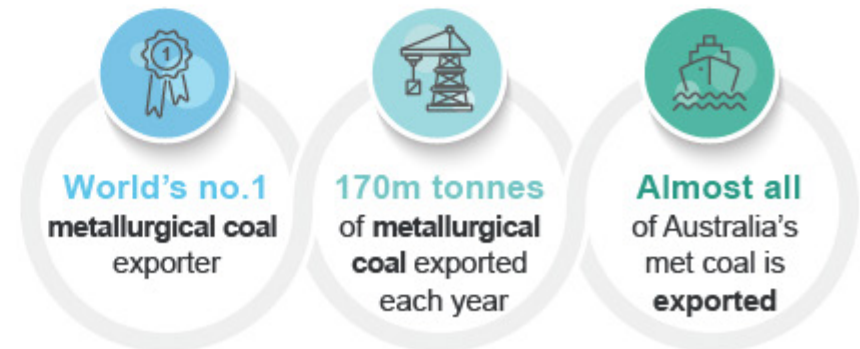 1
World's no.1
metallurgical coal
exporter
170m tonnes
of metallurgical
coal exported
each year
Almost all
of Australia's
met coal is
exported